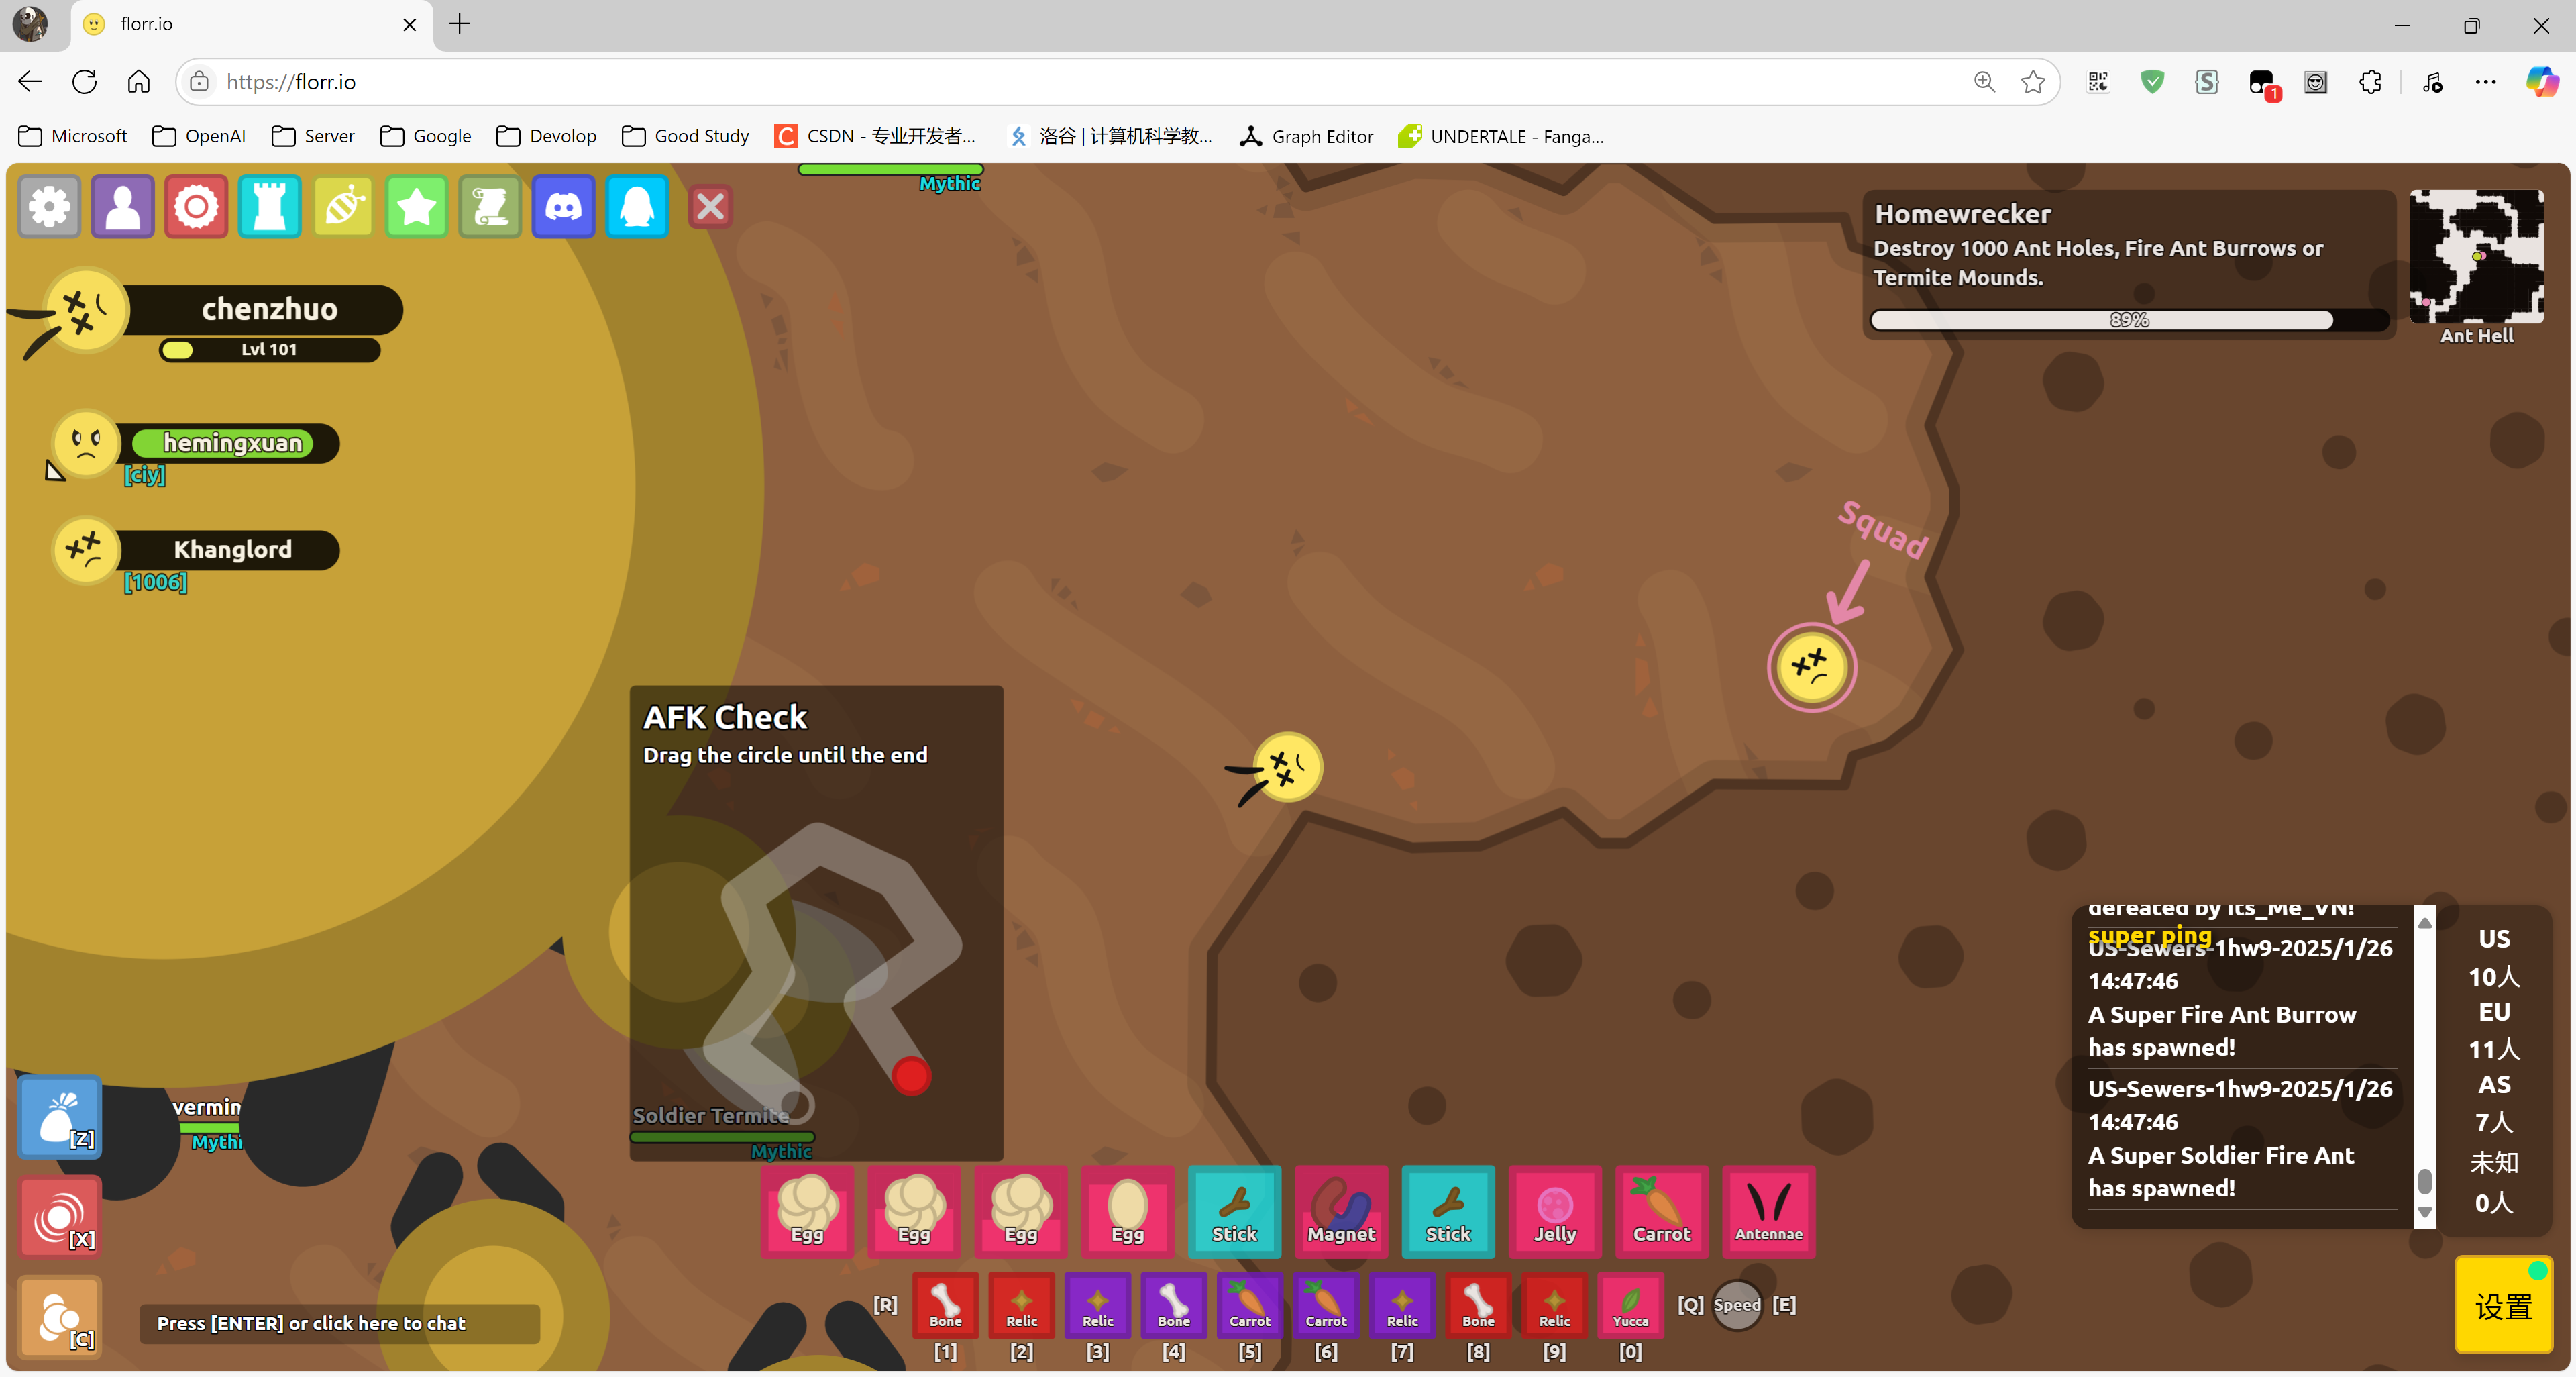 florr.io
https://florr.io
Microsoft
OpenAI
Server
Google
Devolop
Good Study
CSDN - 专业开发者...
洛谷 | 计算机科学教...
Graph Editor
UNDERTALE - Fanga...
1
Mythic
chenzhuo
Lvl 101
hemingxuan
[ciy]
Khanglord
[1006]
Homewrecker
Destroy 1000 Ant Holes, Fire Ant Burrows or
Termite Mounds.
89%
Ant Hell
Squad
AFK Check
Drag the circle until the end
Soldier Termite
Mythic
vermin
Mythi
[Z]
[X]
[C]
Press [ENTER] or click here to chat
Egg
Egg
Egg
Egg
Stick
Magnet
Stick
Jelly
Carrot
Antennae
[R]
Bone
Relic
Relic
Bone
Carrot
Carrot
Relic
Bone
Relic
Yucca
[Q]
Speed
[E]
[1]
[2]
[3]
[4]
[5]
[6]
[7]
[8]
[9]
[0]
defeated by Its_Me_VN!
super ping
US-Sewers-1hw9-2025/1/26
14:47:46
A Super Fire Ant Burrow
has spawned!
US-Sewers-1hw9-2025/1/26
14:47:46
A Super Soldier Fire Ant
has spawned!
US
10人
EU
11人
AS
7人
未知
0人
设置